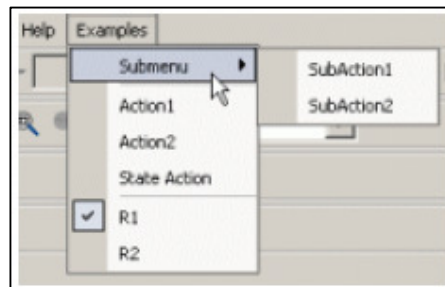 Help Examples
Submenu
SubAction1
SubAction2
Action1
Action2
State Action
R1
R2